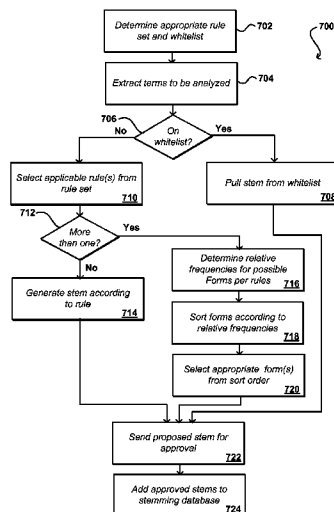 Determine appropriate rule
set and whitelist
702
700
Extract terms to be analyzed
704
706
On
whitelist?
No
Yes
Select applicable rule(s) from
rule set
710
Pull stem from whitelist
708
712
More
than one?
Yes
No
Determine relative
frequencies for possible
Forms per rules
716
Generate stem according
to rule
714
Sort forms according to
relative frequencies
718
Select appropriate form(s)
from sort order
720
Send proposed stem for
approval
722
Add approved stems to
stemming database
724